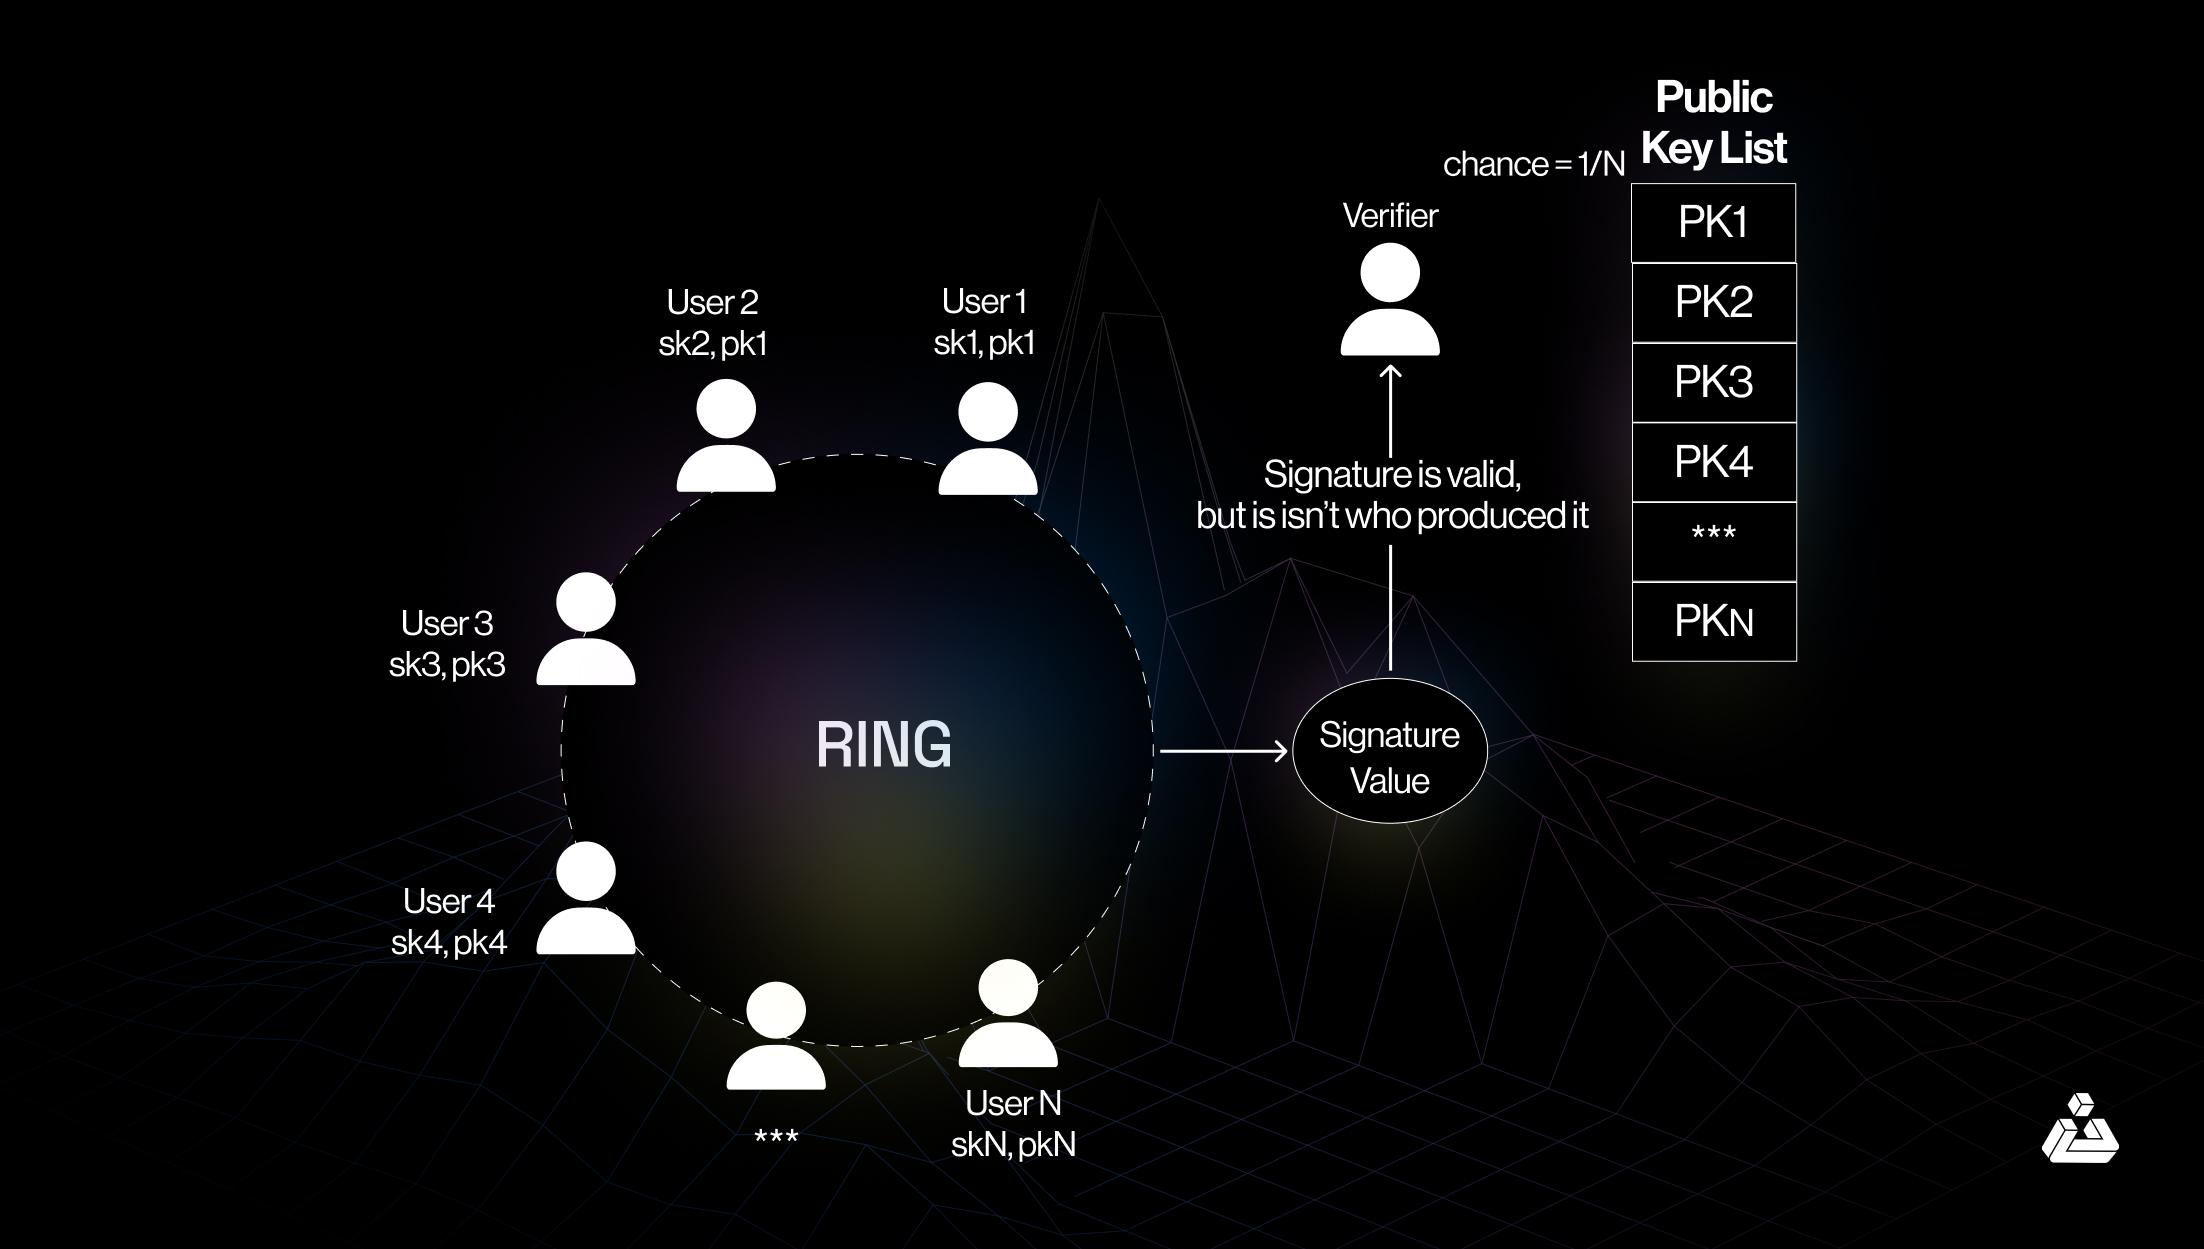 Public
Key List
chance = 1/N
PK1
PK2
PK3
PK4
***
PKN
Verifier
Signature is valid,
but is isn't who produced it
Signature
Value
User 2
sk2, pk1
User 1
sk1, pk1
User 3
sk3, pk3
RING
User 4
sk4, pk4
***
User N
skN, pkN